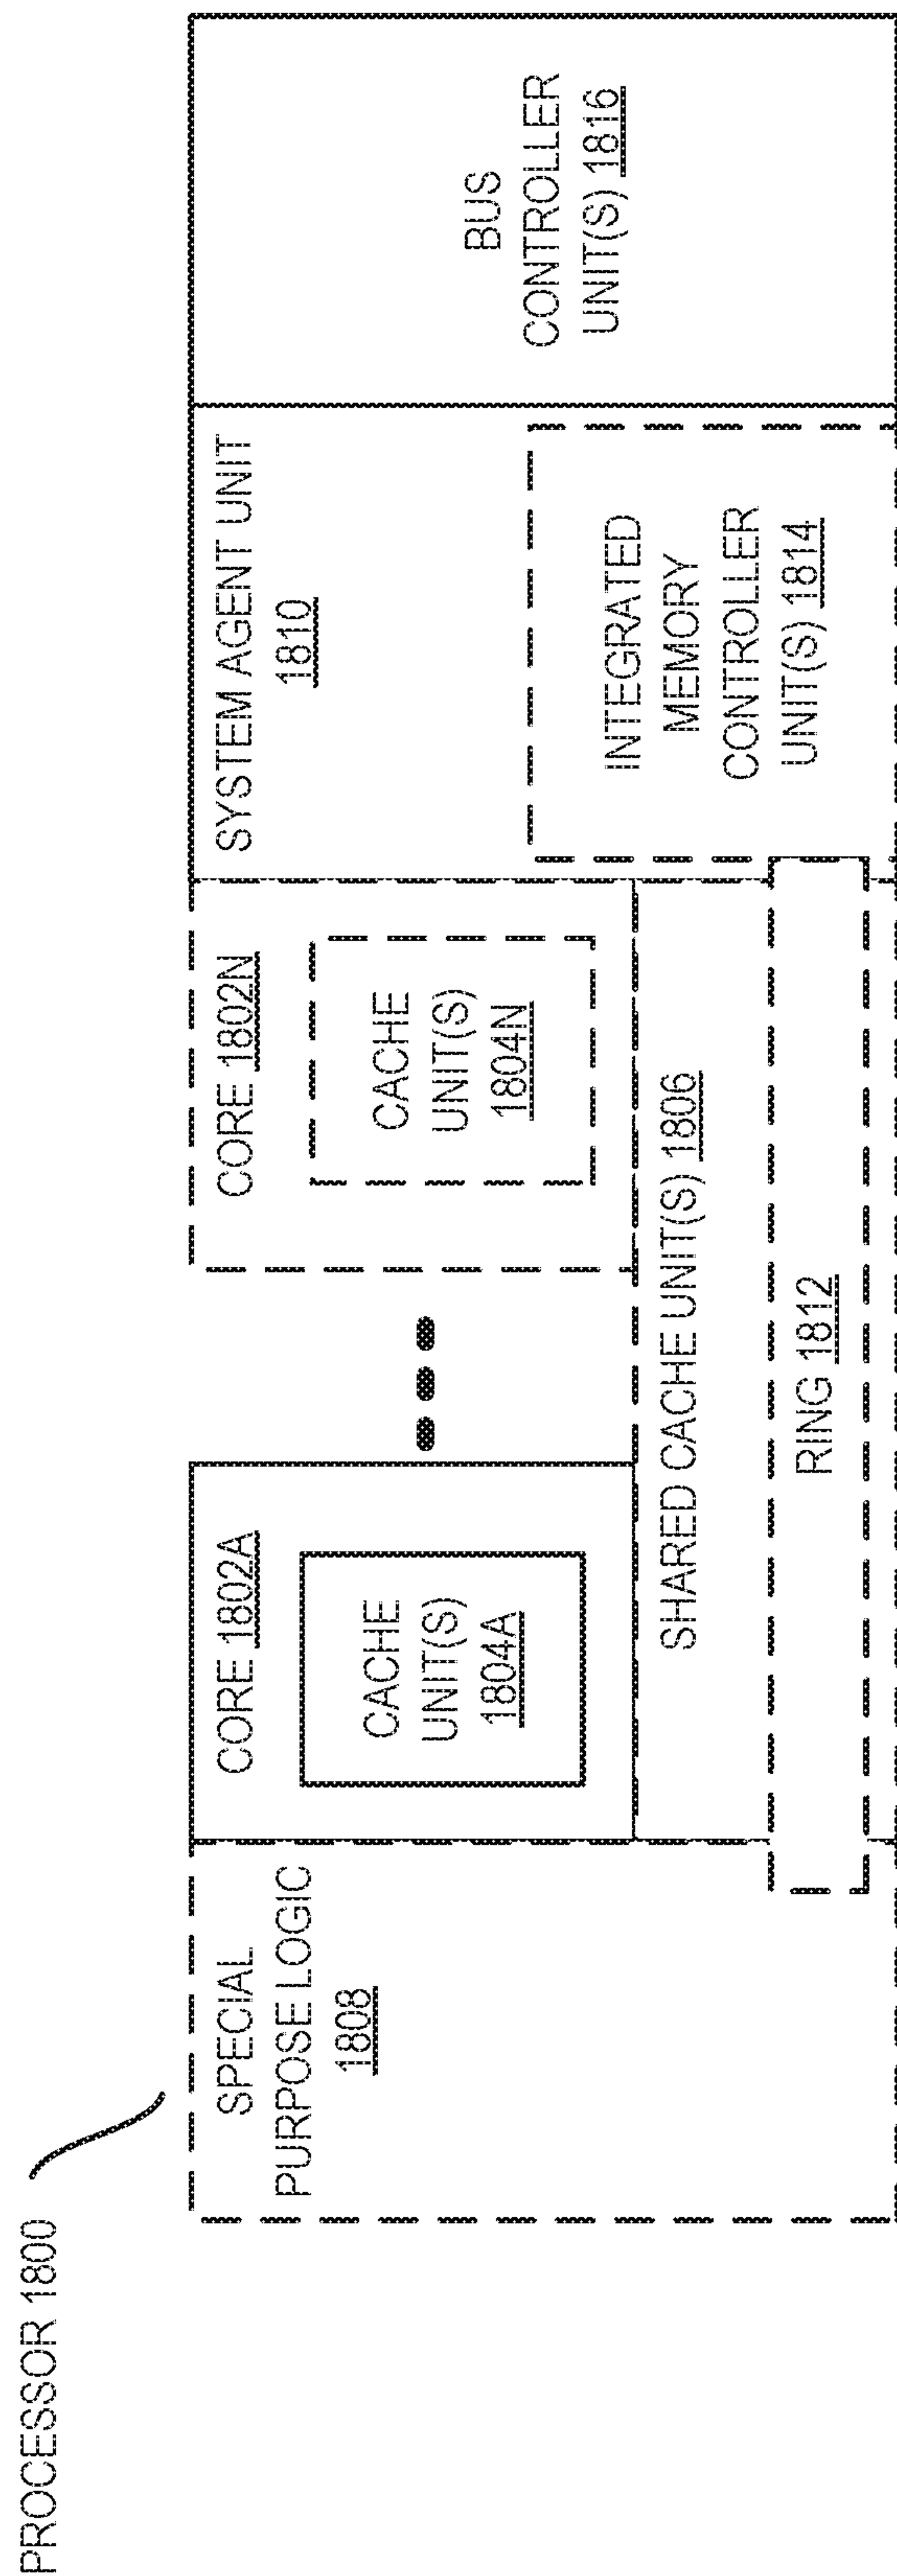 PROCESSOR 1800
SPECIAL
PURPOSE LOGIC
1808
CORE 1802A
CACHE
UNIT(S)
1804A
CORE 1802N
CACHE
UNIT(S)
1804N
SHARED CACHE UNIT(S) 1806
RING 1812
SYSTEM AGENT UNIT
1810
INTEGRATED
MEMORY
CONTROLLER
UNIT(S) 1814
BUS
CONTROLLER
UNIT(S) 1816